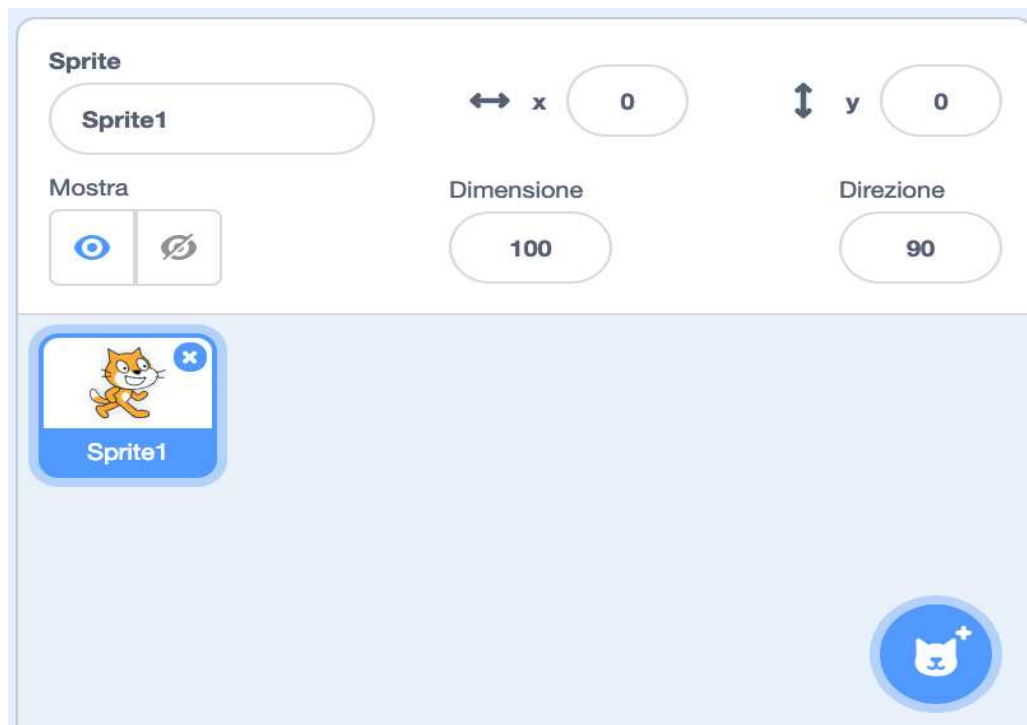 Sprite
Sprite1
x 0
y 0
Mostra
Dimensione
Direzione
100
90
Sprite1